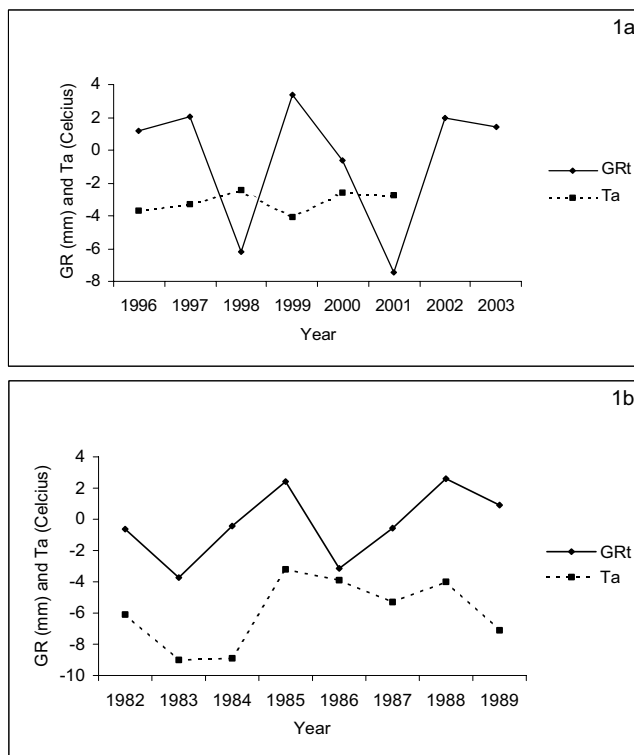 1a
4
2
0
-2
-4
-6
-8
GR (mm) and Ta (Celcius)
1996 1997 1998 1999 2000 2001 2002 2003
Year
GRt
Ta
1b
4
2
0
-2
-4
-6
-8
-10
GR (mm) and Ta (Celcius)
1982 1983 1984 1985 1986 1987 1988 1989
Year
GRt
Ta